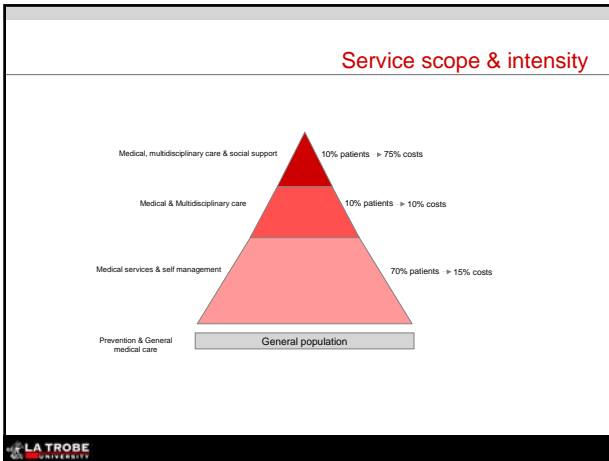 Service scope & intensity
Medical, multidisciplinary care & social support
10% patients → 75% costs
Medical & Multidisciplinary care
10% patients → 10% costs
Medical services & self management
70% patients → 15% costs
Prevention & General
medical care
General population
LA TROBE
UNIVERSITY